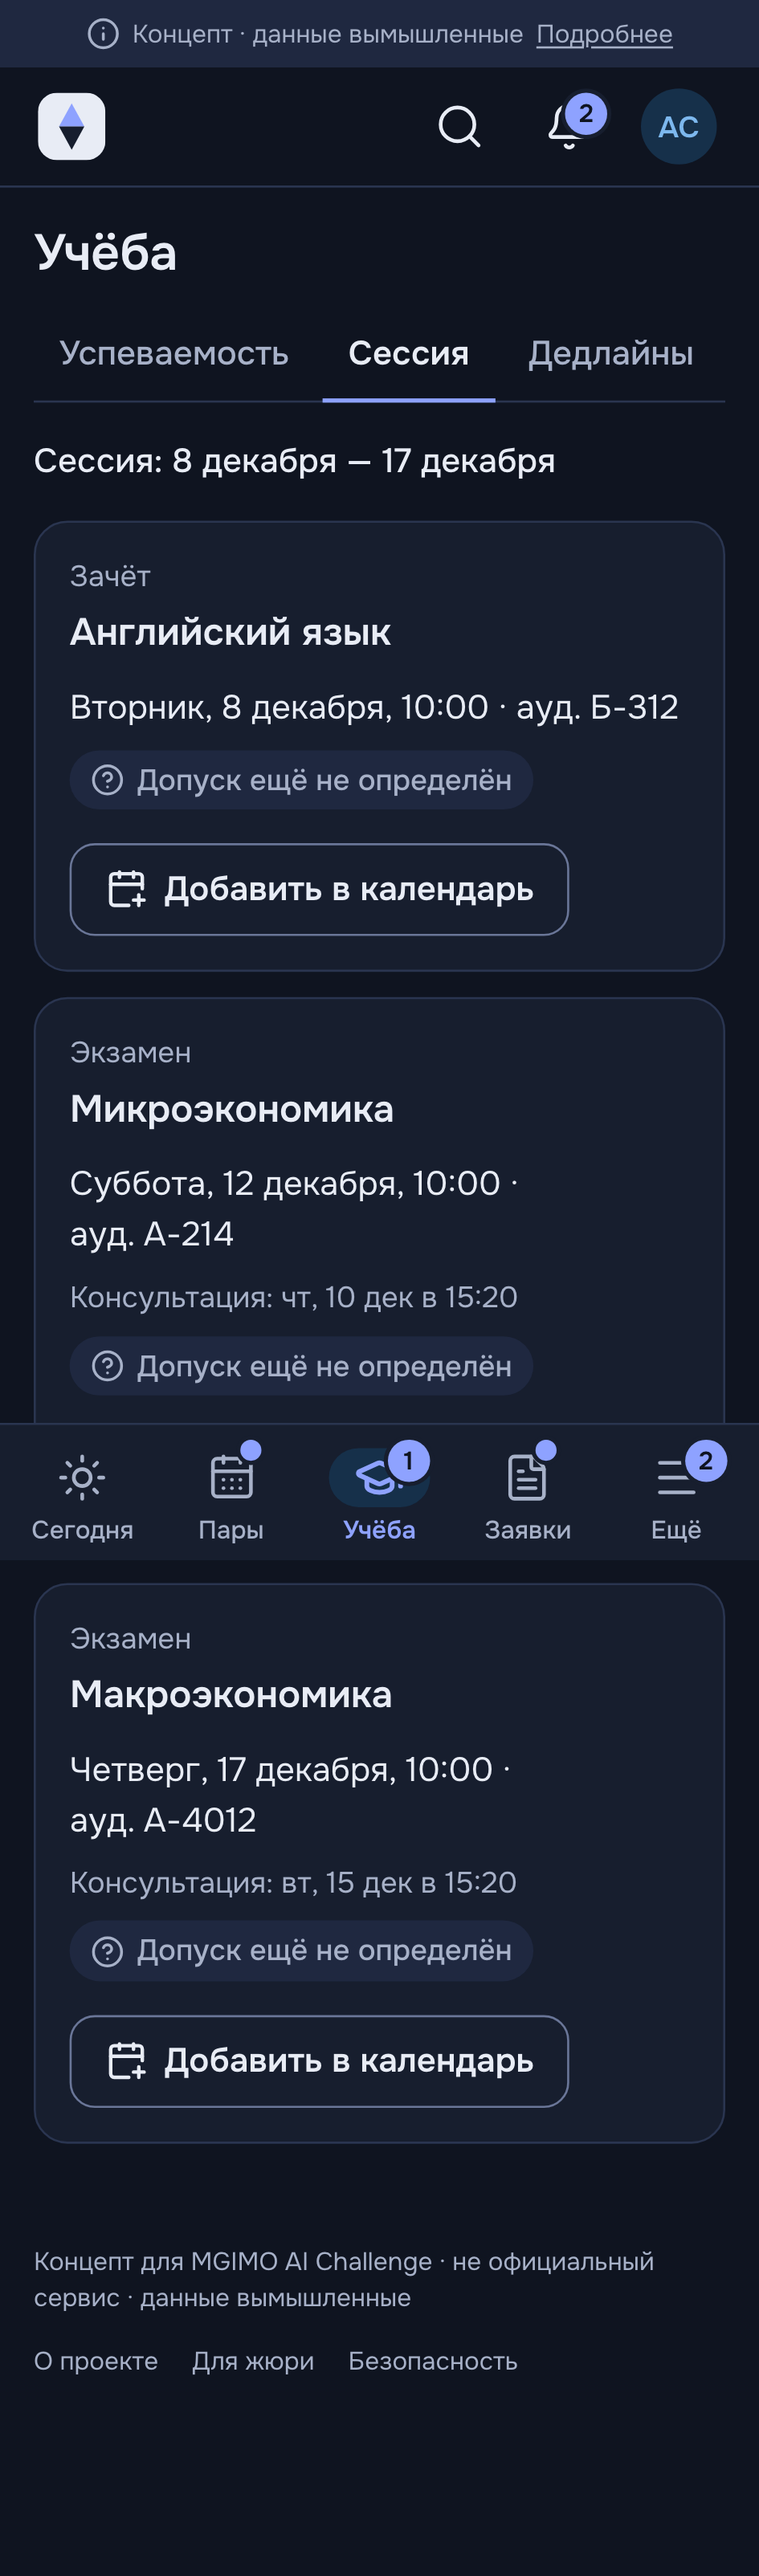 Концепт · данные вымышленные Подробнее
2
АС
Учёба
Успеваемость Сессия Дедлайны
Сессия: 8 декабря — 17 декабря
Зачёт
Английский язык
Вторник, 8 декабря, 10:00 · ауд. Б-312
Допуск ещё не определён
Добавить в календарь
Экзамен
Микроэкономика
Суббота, 12 декабря, 10:00 ·
ауд. А-214
Консультация: чт, 10 дек в 15:20
Допуск ещё не определён
1 2
Сегодня Пары Учёба Заявки Ещё
Экзамен
Макроэкономика
Четверг, 17 декабря, 10:00 ·
ауд. А-4012
Консультация: вт, 15 дек в 15:20
Допуск ещё не определён
Добавить в календарь
Концепт для MGIMO AI Challenge · не официальный
сервис · данные вымышленные
О проекте Для жюри Безопасность